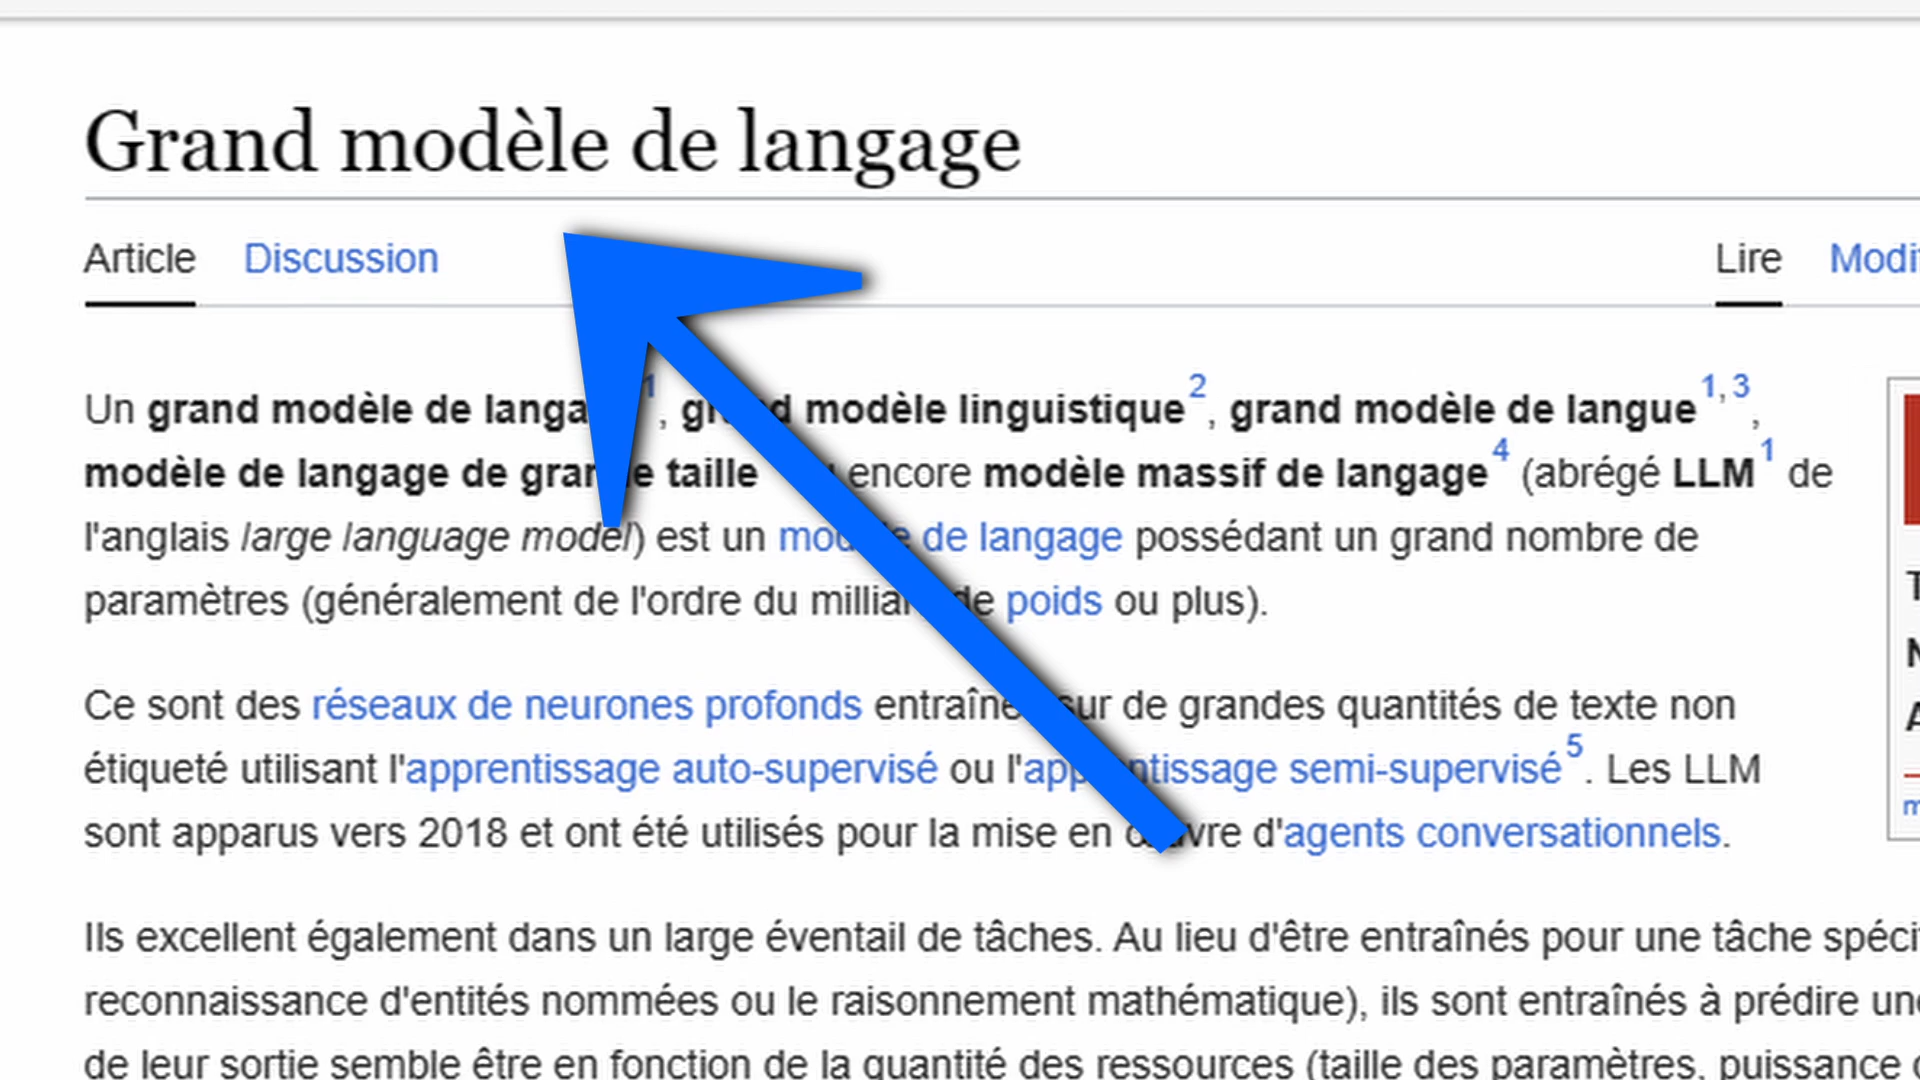 Grand modèle de langage
Article Discussion Lire
Un grand modèle de , modèle linguistique 2, grand modèle de langue 1, 3,
modèle de langage de taille encore modèle massif de langage 4 (abrégé LLM 1 de
l'anglais large language model) est un de langage possédant un grand nombre de
paramètres (généralement de l'ordre du de poids ou plus).
Ce sont des réseaux de neurones profonds sur de grandes quantités de texte non
étiqueté utilisant l'apprentissage auto-supervisé ou l'apprentissage semi-supervisé 5. Les LLM
sont apparus vers 2018 et ont été utilisés pour la mise en d'agents conversationnels.
Ils excellent également dans un large éventail de tâches. Au lieu d'être entraînés pour une tâche
reconnaissance d'entités nommées ou le raisonnement mathématique), ils sont entraînés à prédire
de leur sortie semble être en fonction de la quantité des ressources (taille des paramètres, puissance